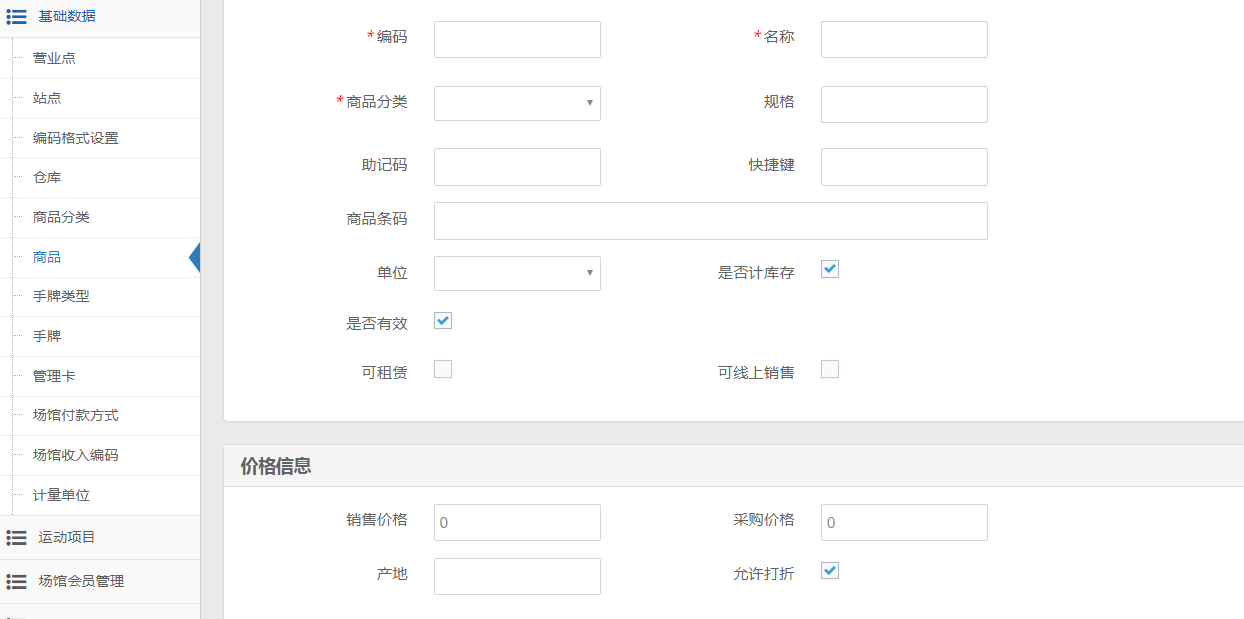 基础数据
营业点
站点
编码格式设置
仓库
商品分类
商品
手牌类型
手牌
管理卡
场馆付款方式
场馆收入编码
计量单位
运动项目
场馆会员管理
*编码 *名称
*商品分类 规格
助记码 快捷键
商品条码
单位 是否计库存
是否有效
可租赁 可线上销售
价格信息
销售价格 0 采购价格 0
产地 允许打折